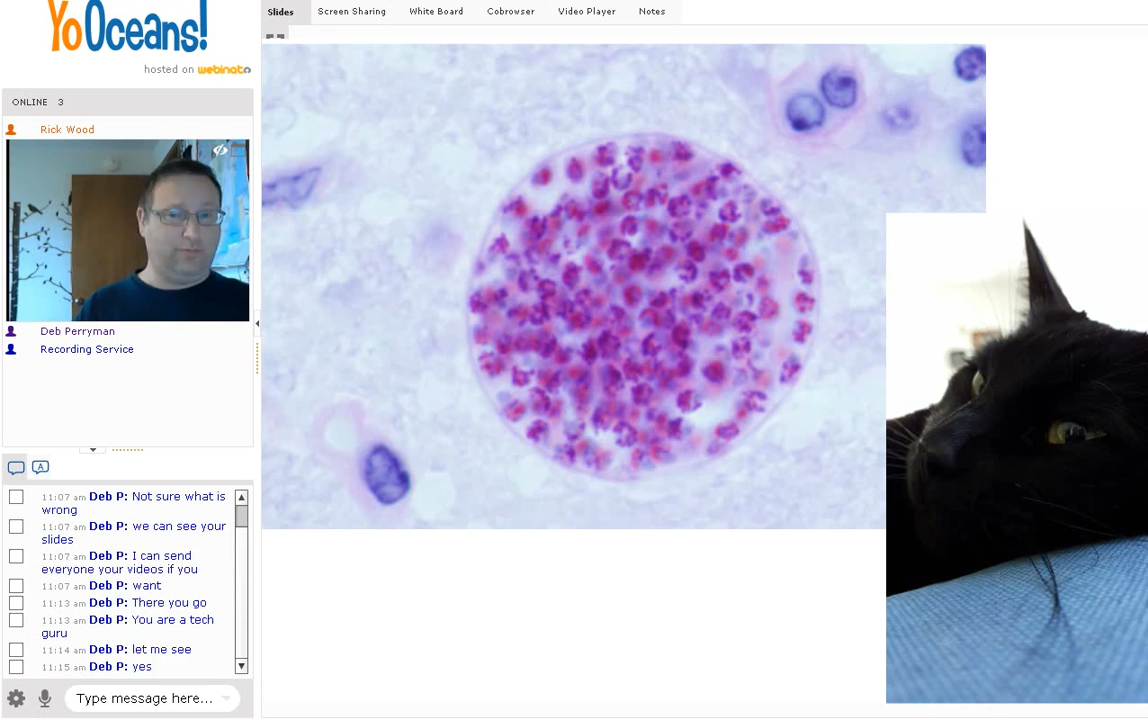 Yo Oceans!
hosted on webinato
ONLINE 3
Rick Wood
Deb Perryman
Recording Service
11:07 am Deb P: Not sure what is
wrong
11:07 am Deb P: we can see your
slides
11:07 am Deb P: I can send
everyone your videos if you
11:07 am Deb P: want
11:13 am Deb P: There you go
11:13 am Deb P: You are a tech
guru
11:14 am Deb P: let me see
11:15 am Deb P: yes
Type message here...
Slides Screen Sharing White Board Cobrowser Video Player Notes